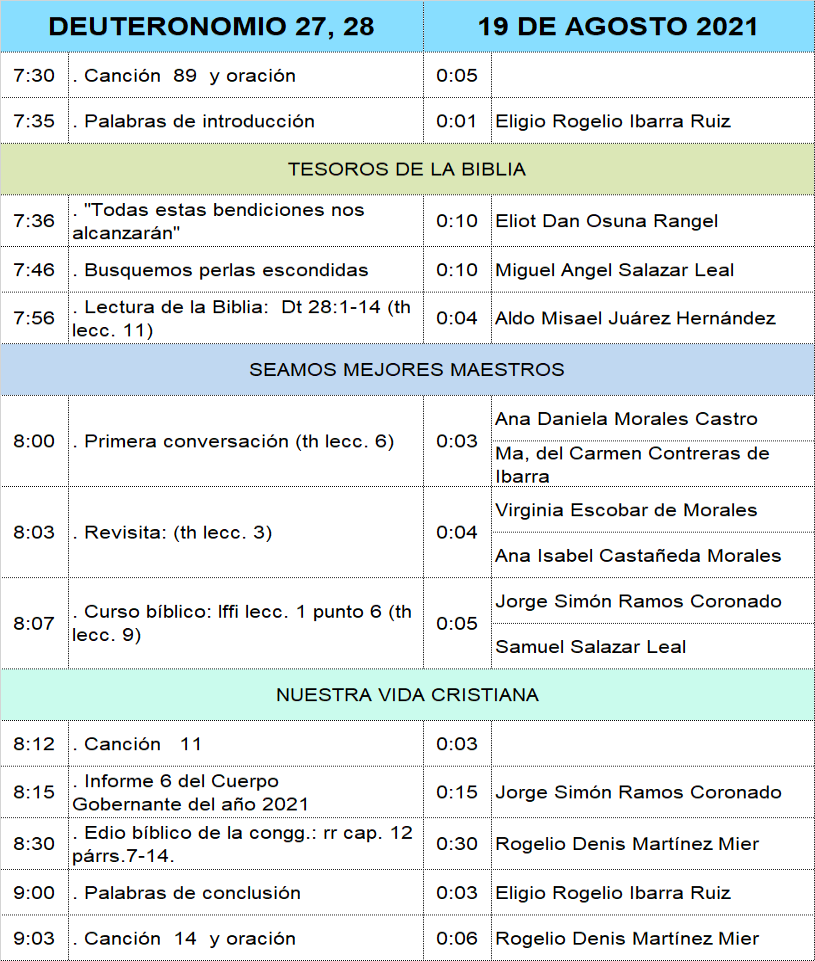 DEUTERONOMIO 27, 28
19 DE AGOSTO 2021
7:30 . Canción 89 y oración 0:05
7:35 . Palabras de introducción 0:01 Eligio Rogelio Ibarra Ruiz
TESOROS DE LA BIBLIA
7:36 . "Todas estas bendiciones nos
alcanzarán" 0:10 Eliot Dan Osuna Rangel
7:46 . Busquemos perlas escondidas 0:10 Miguel Angel Salazar Leal
7:56 . Lectura de la Biblia: Dt 28:1-14 (th
lecc. 11) 0:04 Aldo Misael Juárez Hernández
SEAMOS MEJORES MAESTROS
8:00 . Primera conversación (th lecc. 6) 0:03 Ana Daniela Morales Castro
Ma, del Carmen Contreras de
Ibarra
8:03 . Revisita: (th lecc. 3) 0:04 Virginia Escobar de Morales
Ana Isabel Castañeda Morales
8:07 . Curso bíblico: lffi lecc. 1 punto 6 (th
lecc. 9) 0:05 Jorge Simón Ramos Coronado
Samuel Salazar Leal
NUESTRA VIDA CRISTIANA
8:12 . Canción 11 0:03
8:15 . Informe 6 del Cuerpo
Gobernante del año 2021 0:15 Jorge Simón Ramos Coronado
8:30 . Edio bíblico de la congg.: rr cap. 12
párrs.7-14. 0:30 Rogelio Denis Martínez Mier
9:00 . Palabras de conclusión 0:03 Eligio Rogelio Ibarra Ruiz
9:03 . Canción 14 y oración 0:06 Rogelio Denis Martínez Mier